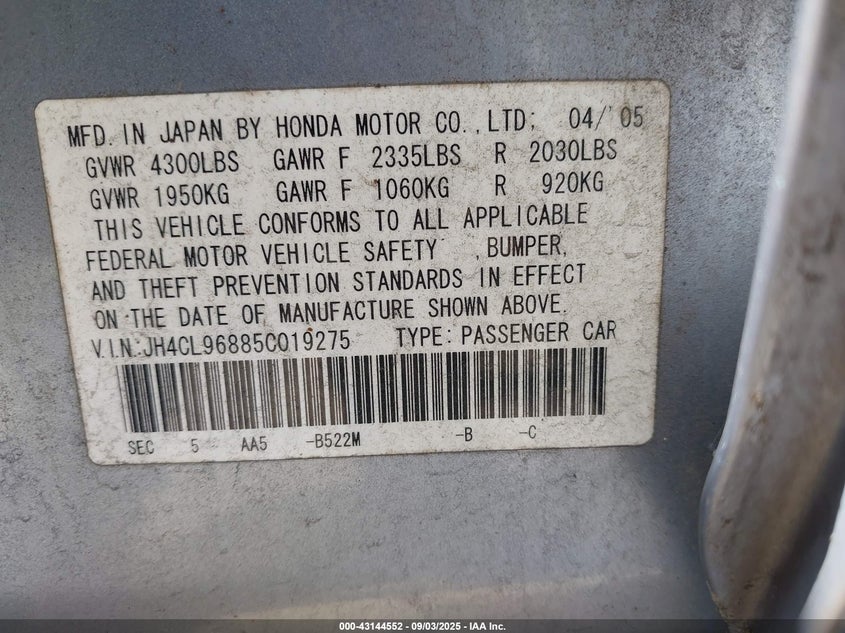 MFD. IN JAPAN BY HONDA MOTOR CO., LTD; 04/'05
GVWR 4300LBS GAWR F 2335LBS R 2030LBS
GVWR 1950KG GAWR F 1060KG R 920KG
THIS VEHICLE CONFORMS TO ALL APPLICABLE
FEDERAL MOTOR VEHICLE SAFETY ,BUMPER,
AND THEFT PREVENTION STANDARDS IN EFFECT
ON THE DATE OF MANUFACTURE SHOWN ABOVE.
V.I.N:JH4CL96885C019275 TYPE: PASSENGER CAR
SEC 5 AA5 -B522M -B -C
000-43144552 - 09/03/2025 - IAA Inc.